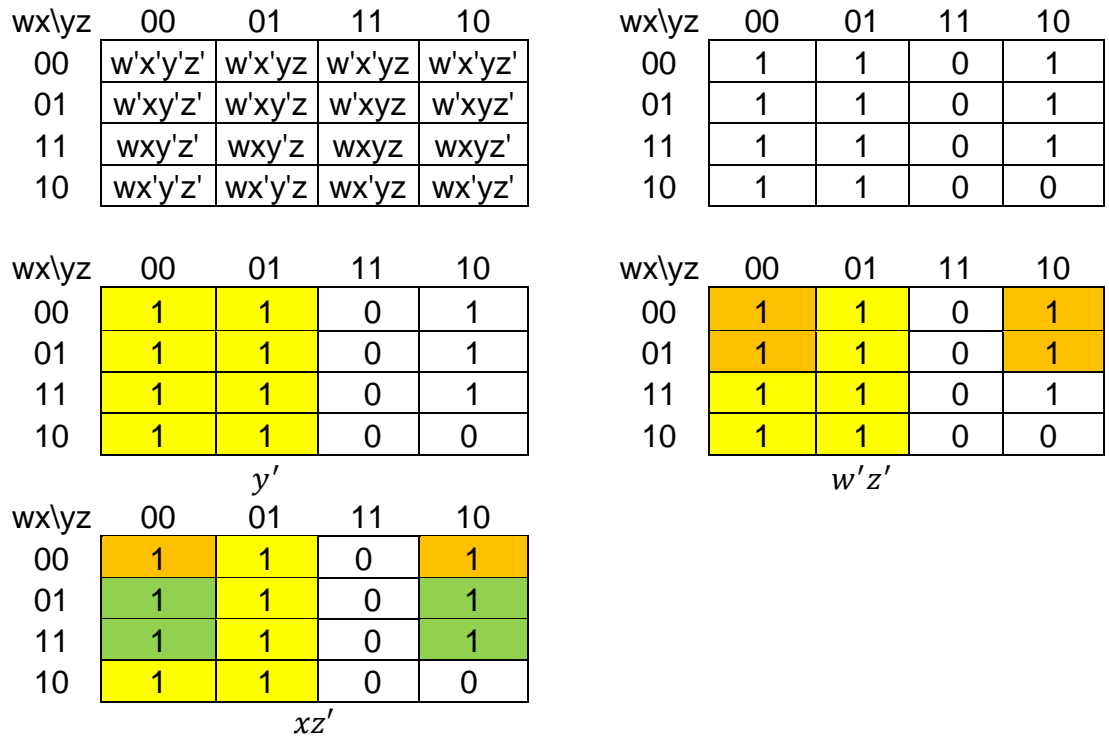 wx\yz 00 01 11 10
00 w'x'y'z' w'x'yz w'x'yz w'x'yz'
01 w'xy'z' w'xy'z w'xyz w'xyz'
11 wxy'z' wxy'z wxyz wxyz'
10 wx'y'z' wx'y'z wx'yz wx'yz'
wx\yz 00 01 11 10
00 1 1 0 1
01 1 1 0 1
11 1 1 0 1
10 1 1 0 0
wx\yz 00 01 11 10
00 1 1 0 1
01 1 1 0 1
11 1 1 0 1
10 1 1 0 0
y′
wx\yz 00 01 11 10
00 1 1 0 1
01 1 1 0 1
11 1 1 0 1
10 1 1 0 0
w′z′
wx\yz 00 01 11 10
00 1 1 0 1
01 1 1 0 1
11 1 1 0 1
10 1 1 0 0
xz′